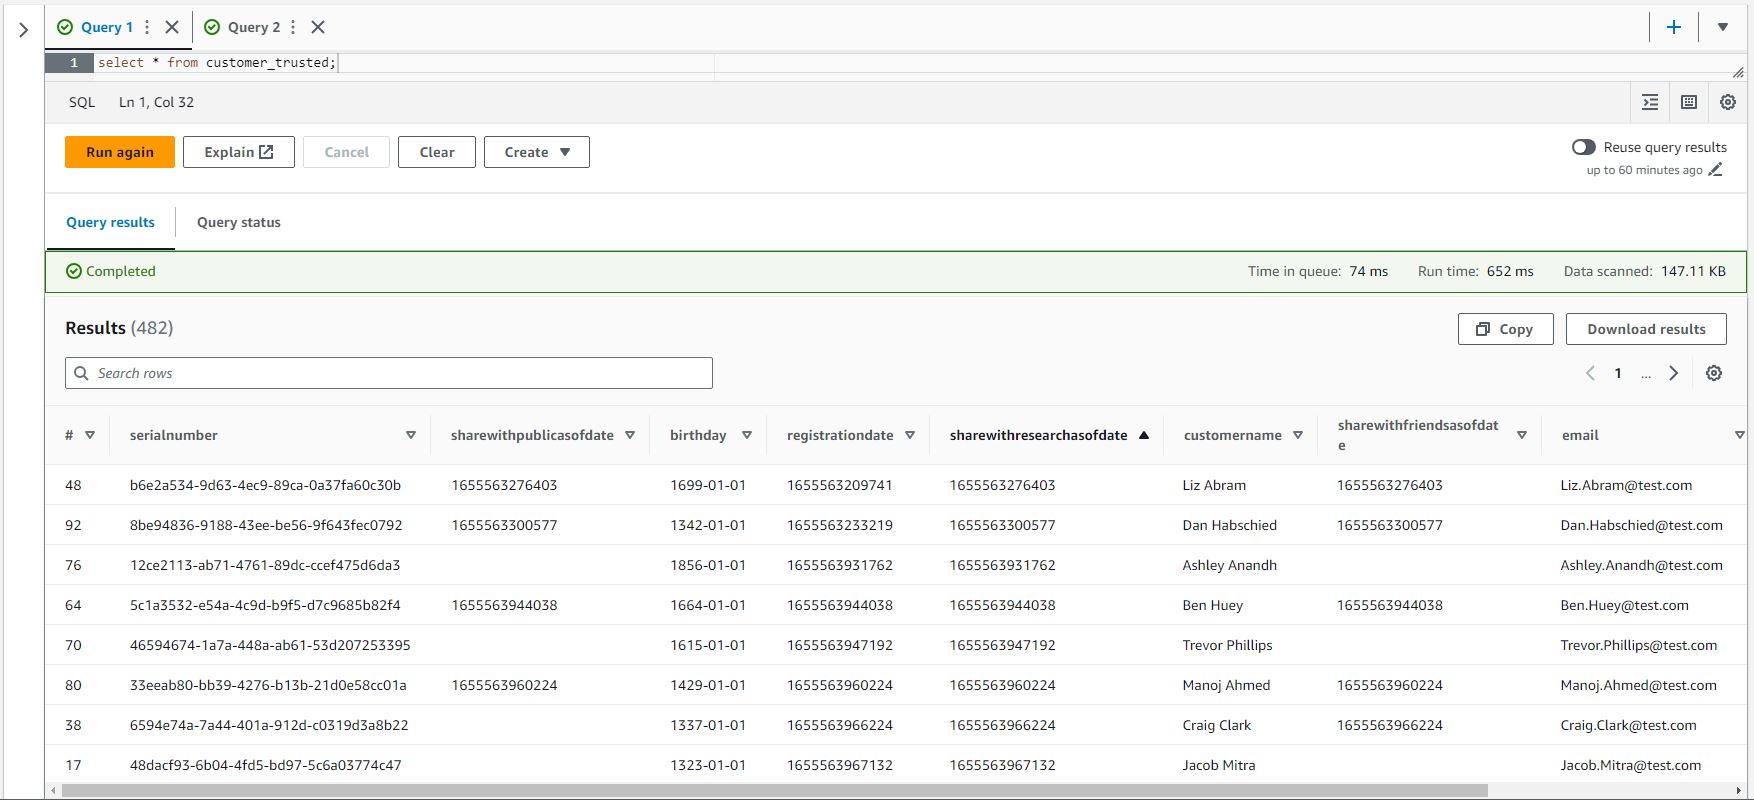 Query 1 Query 2
1 select * from customer_trusted;
SQL Ln 1, Col 32
Run again Explain Cancel Clear Create Reuse query results
up to 60 minutes ago
Query results Query status
Completed Time in queue: 74 ms Run time: 652 ms Data scanned: 147.11 KB
Results (482) Copy Download results
Search rows 1 ...
# serialnumber sharewithpublicasofdate birthday registrationdate sharewithresearchasofdate customername sharewithfriendsasofdat email
e
48 b6e2a534-9d63-4ec9-89ca-0a37fa60c30b 1655563276403 1699-01-01 1655563209741 1655563276403 Liz Abram 1655563276403 Liz.Abram@test.com
92 8be94836-9188-43ee-be56-9f643fec0792 1655563300577 1342-01-01 1655563233219 1655563300577 Dan Habschied 1655563300577 Dan.Habschied@test.com
76 12ce2113-ab71-4761-89dc-ccef475d6da3 1856-01-01 1655563931762 1655563931762 Ashley Anandh Ashley.Anandh@test.com
64 5c1a3532-e54a-4c9d-b9f5-d7c9685b82f4 1655563944038 1664-01-01 1655563944038 1655563944038 Ben Huey 1655563944038 Ben.Huey@test.com
70 46594674-1a7a-448a-ab61-53d207253395 1615-01-01 1655563947192 1655563947192 Trevor Phillips Trevor.Phillips@test.com
80 33eeab80-bb39-4276-b13b-21d0e58cc01a 1655563960224 1429-01-01 1655563960224 1655563960224 Manoj Ahmed 1655563960224 Manoj.Ahmed@test.com
38 6594e74a-7a44-401a-912d-c0319d3a8b22 1337-01-01 1655563966224 1655563966224 Craig Clark 1655563966224 Craig.Clark@test.com
17 48dacf93-6b04-4fd5-bd97-5c6a03774c47 1323-01-01 1655563967132 1655563967132 Jacob Mitra Jacob.Mitra@test.com